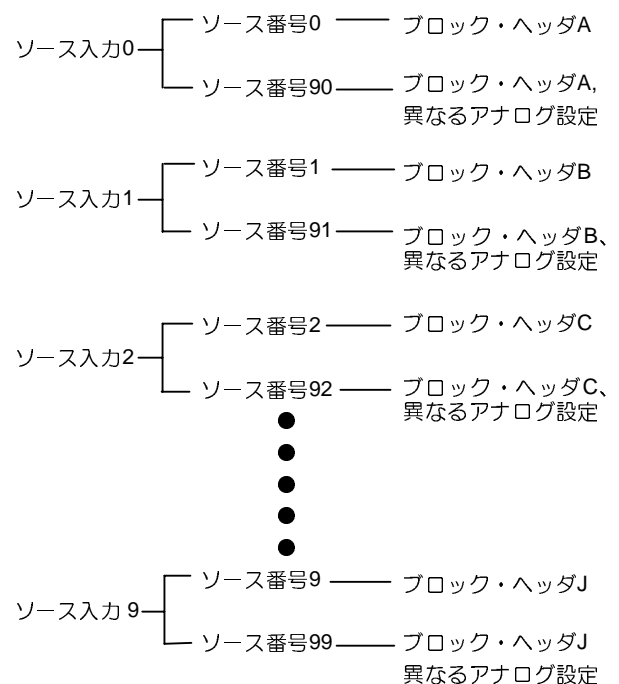 ソース番号0 ブロック・ヘッダA
ソース入力0
ソース番号90 ブロック・ヘッダA,
異なるアナログ設定
ソース番号1 ブロック・ヘッダB
ソース入力1
ソース番号91 ブロック・ヘッダB、
異なるアナログ設定
ソース番号2 ブロック・ヘッダC
ソース入力2
ソース番号92 ブロック・ヘッダC、
異なるアナログ設定
ソース番号9 ブロック・ヘッダJ
ソース入力 9
ソース番号99 ブロック・ヘッダJ
異なるアナログ設定